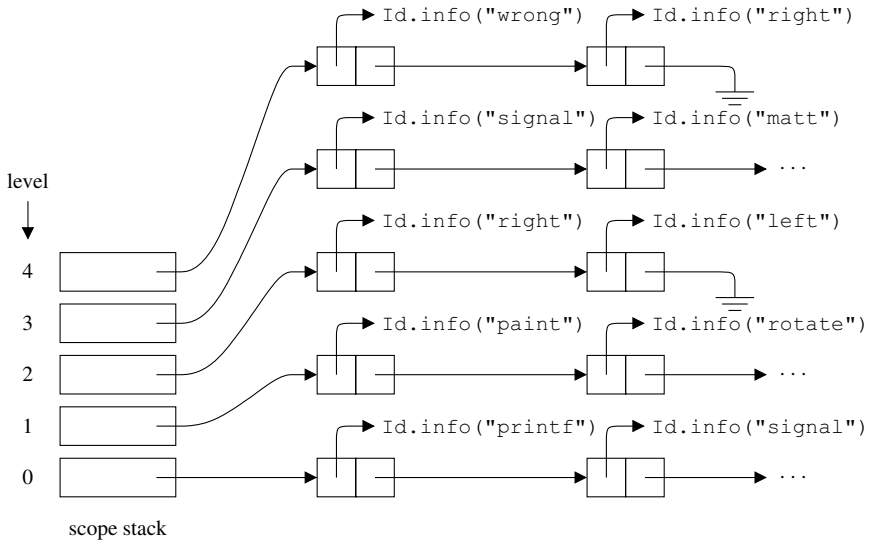 Id.info("wrong") Id.info("right")
Id.info("signal") Id.info("matt")
···
level
Id.info("right") Id.info("left")
4
3
Id.info("paint") Id.info("rotate")
2 ···
1
Id.info("printf") Id.info("signal")
0 ···
scope stack